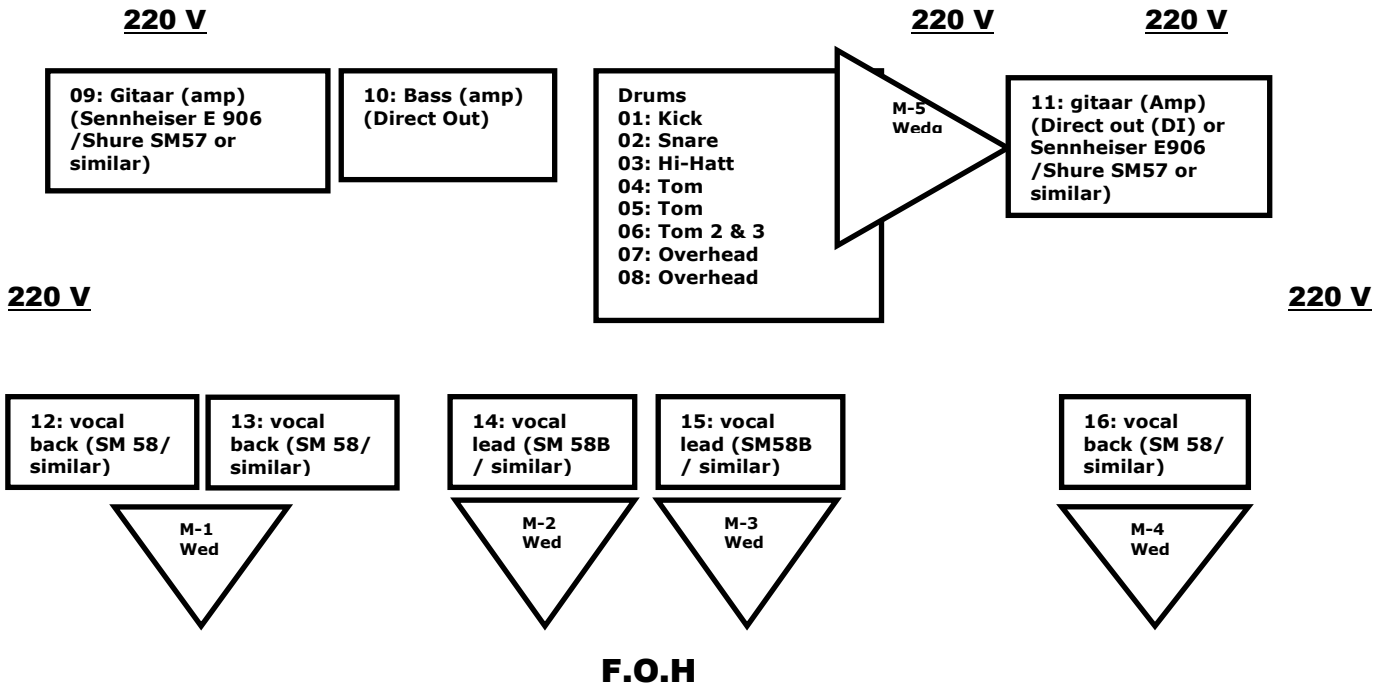 220 V
220 V
220 V
09: Gitaar (amp)
(Sennheiser E 906
/Shure SM57 or
similar)
10: Bass (amp)
(Direct Out)
Drums
01: Kick
02: Snare
03: Hi-Hatt
04: Tom
05: Tom
06: Tom 2 & 3
07: Overhead
08: Overhead
M-5
Wedg
11: gitaar (Amp)
(Direct out (DI) or
Sennheiser E906
/Shure SM57 or
similar)
220 V
220 V
12: vocal
back (SM 58/
similar)
13: vocal
back (SM 58/
similar)
14: vocal
lead (SM 58B
/ similar)
15: vocal
lead (SM58B
/ similar)
16: vocal
back (SM 58/
similar)
M-1
Wed
M-2
Wed
M-3
Wed
M-4
Wed
F.O.H